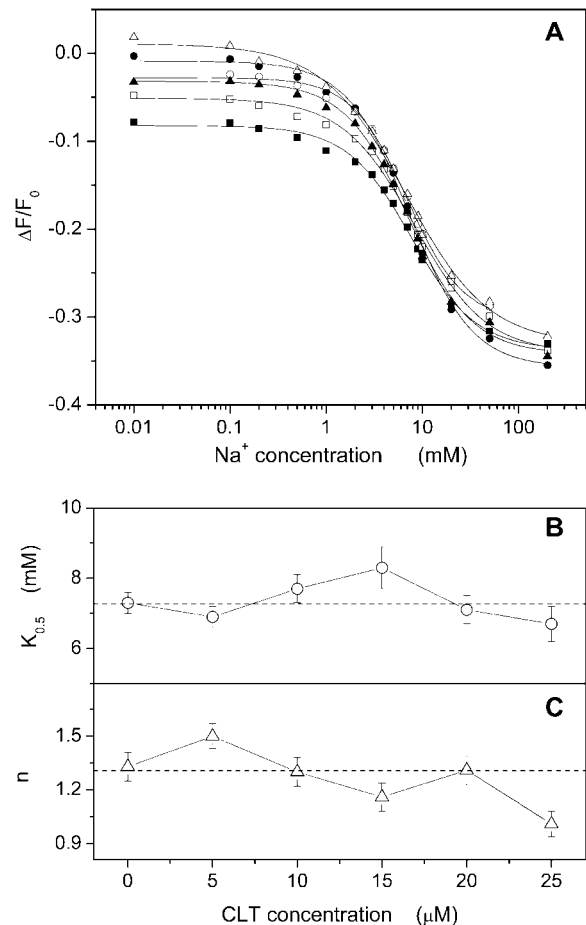 A
0.0
-0.1
-0.2
-0.3
-0.4
ΔF/F₀
0.01 0.1 1 10 100
Na⁺ concentration (mM)
B
10
8
6
K₀.₅ (mM)
C
1.5
1.2
0.9
n
0 5 10 15 20 25
CLT concentration (μM)